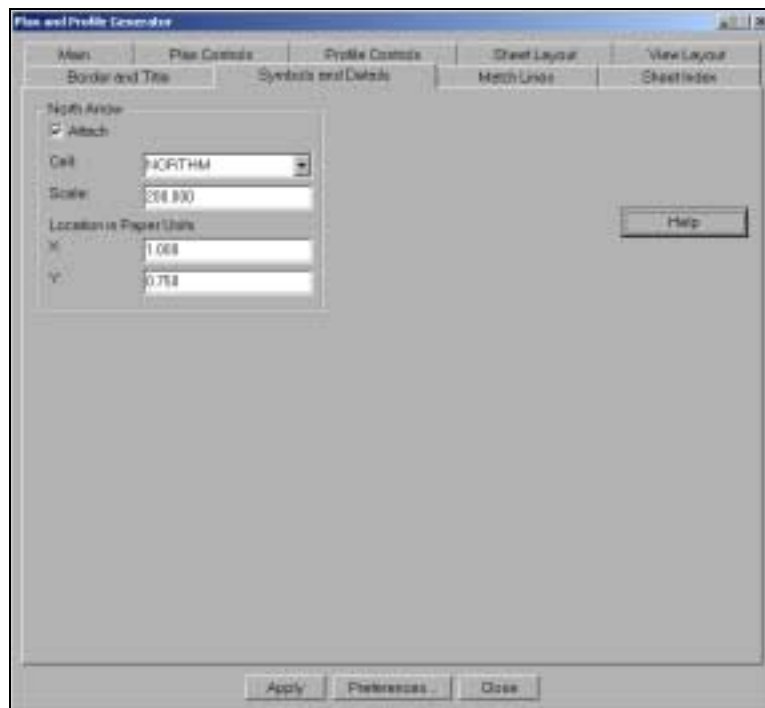 Plan and Profile Generator
Main Plan Controls Profile Controls Sheet Layout View Layout
Border and Title Symbols and Details Match Lines Sheet Index
North Arrow
Attach
Cell: NORTHM
Scale: 200.000
Location in Paper Units
X: 1.000
Y: 0.750
Help
Apply Preferences... Close